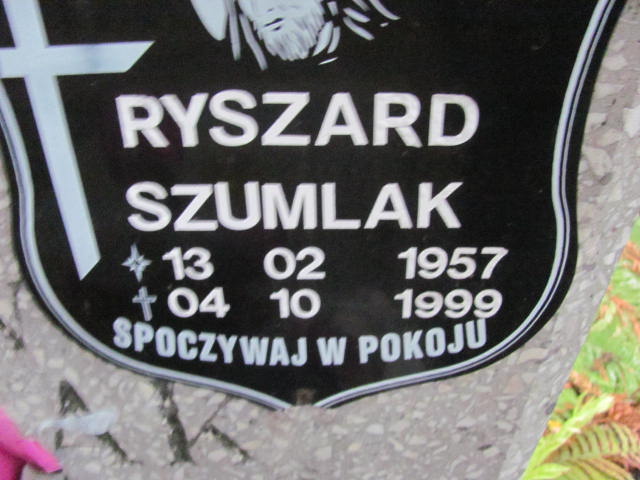 RYSZARD
SZUMLAK
13 02 1957
04 10 1999
SPOCZYWAJ W POKOJU